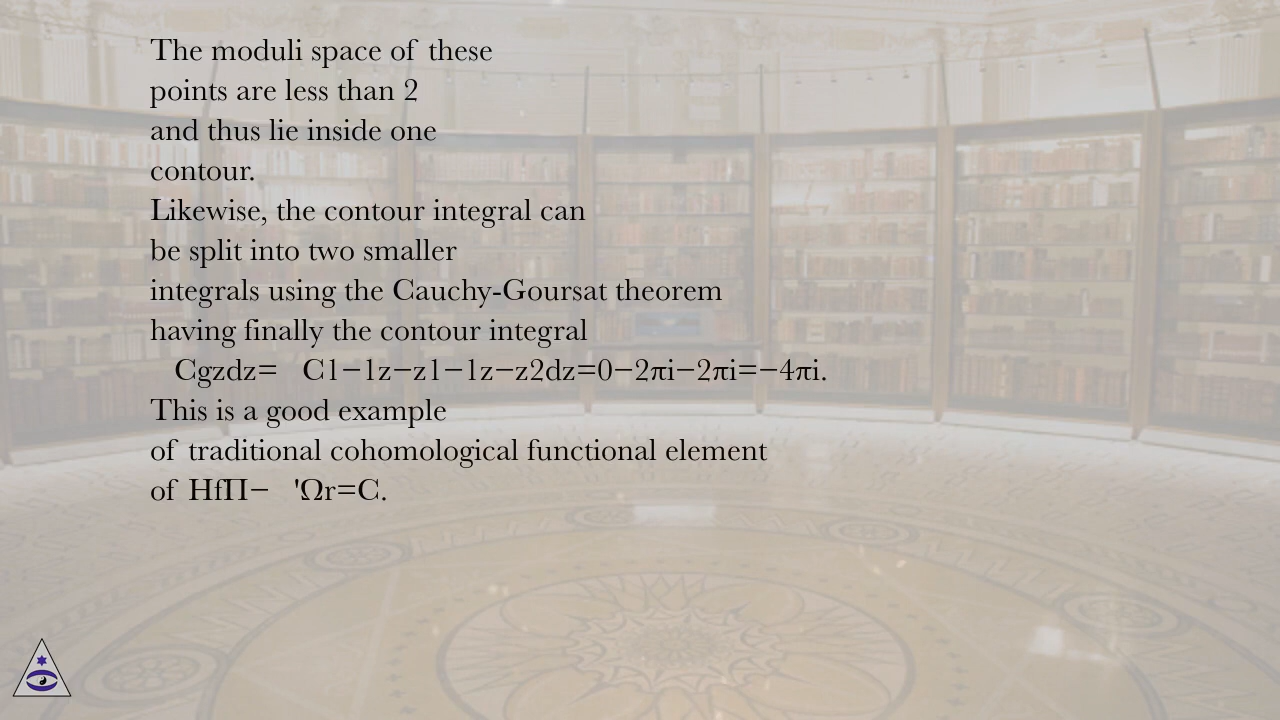 The moduli space of these
points are less than 2
and thus lie inside one
contour.
Likewise, the contour integral can
be split into two smaller
integrals using the Cauchy-Goursat theorem
having finally the contour integral
Cgzdz= C1−1z−z1−1z−z2dz=0−2πi−2πi=−4πi.
This is a good example
of traditional cohomological functional element
of HfΠ− 'Ωr=C.